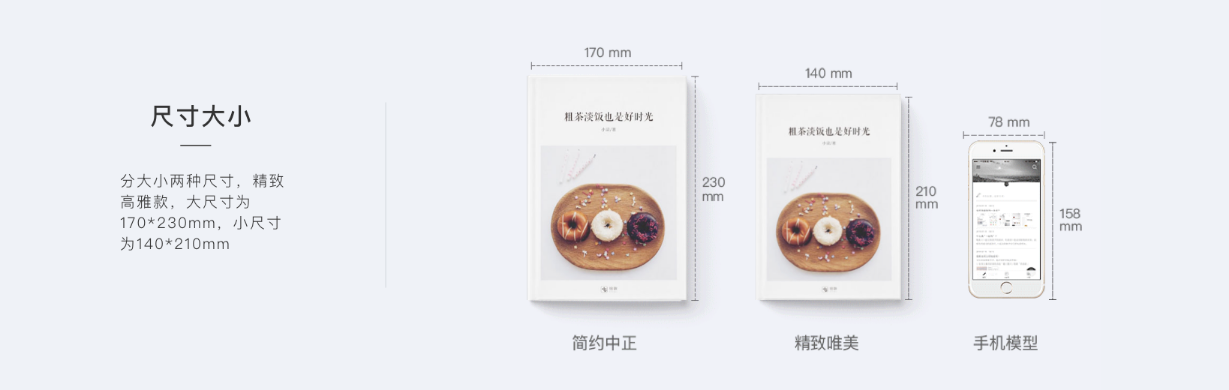 尺寸大小
分大小两种尺寸，精致
高雅款，大尺寸为
170*230mm，小尺寸
为140*210mm
170 mm
粗茶淡饭也是好时光
230
mm
简约中正
140 mm
粗茶淡饭也是好时光
210
mm
精致唯美
78 mm
158
mm
手机模型